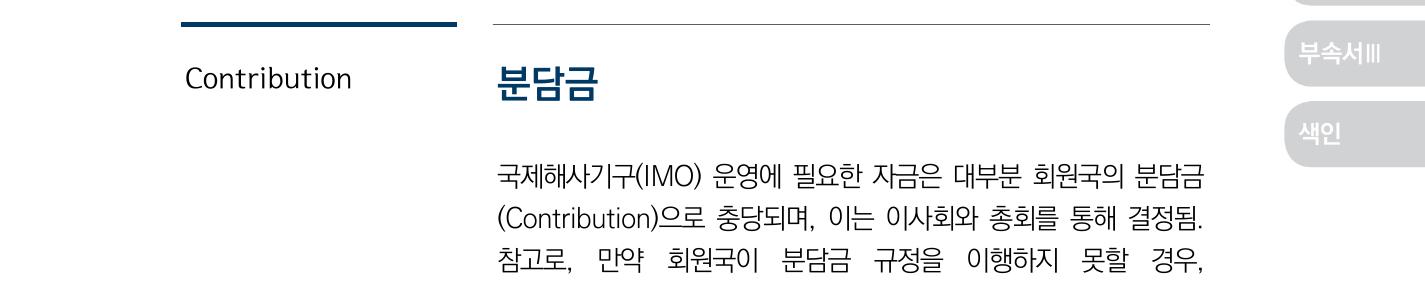 Contribution
분담금
국제해사기구(IMO) 운영에 필요한 자금은 대부분 회원국의 분담금
(Contribution)으로 충당되며, 이는 이사회와 총회를 통해 결정됨.
참고로, 만약 회원국이 분담금 규정을 이행하지 못할 경우,
부속서Ⅲ
색인